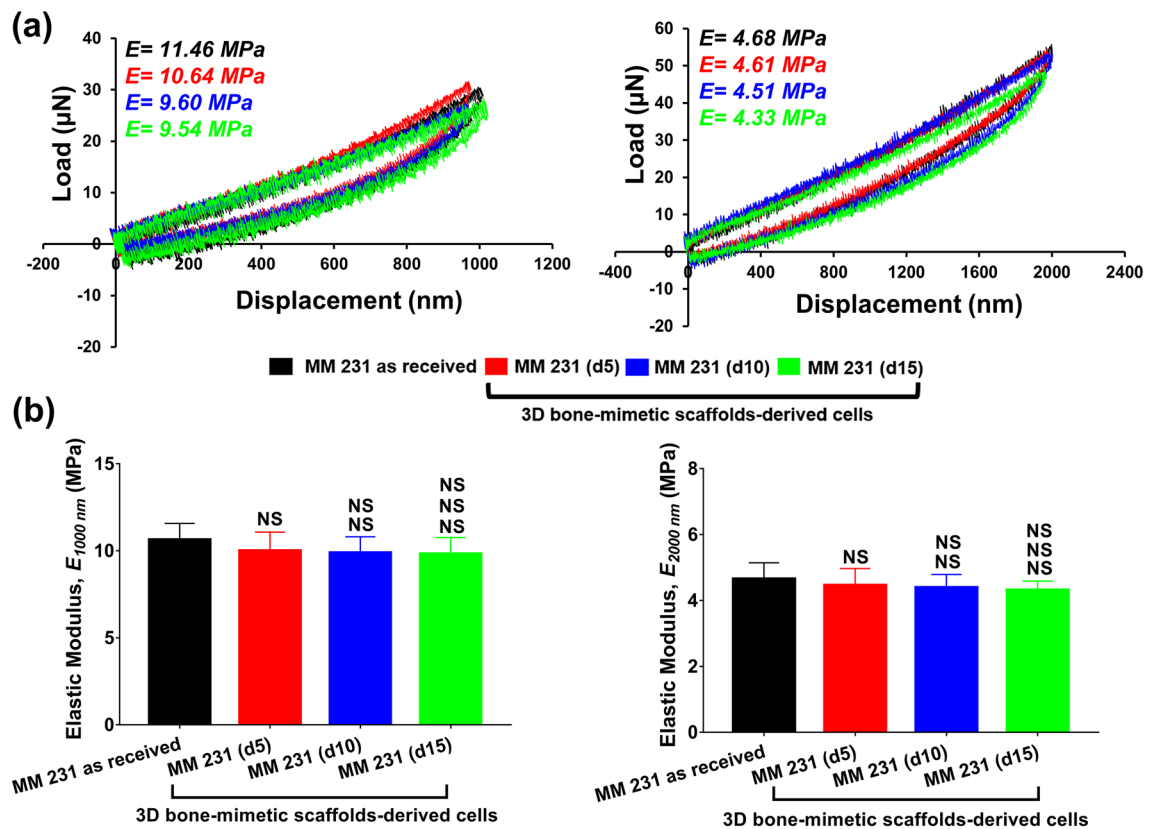 (a)
E= 11.46 MPa
E= 10.64 MPa
E= 9.60 MPa
E= 9.54 MPa
Load (µN)
40
30
20
10
0
-10
-20
-200
0
200
400
600
800
1000
1200
Displacement (nm)
E= 4.68 MPa
E= 4.61 MPa
E= 4.51 MPa
E= 4.33 MPa
Load (µN)
60
50
40
30
20
10
0
10
20
-400
0
400
800
1200
1600
2000
2400
Displacement (nm)
MM 231 as received
MM 231 (d5)
MM 231 (d10)
MM 231 (d15)
3D bone-mimetic scaffolds-derived cells
(b)
Elastic Modulus, E1000 nm (MPa)
15
10
5
0
NS
NS
NS
NS
NS
NS
MM 231 as received
MM 231 (d5)
MM 231 (d10)
MM 231 (d15)
3D bone-mimetic scaffolds-derived cells
Elastic Modulus, E2000 nm (MPa)
8
6
4
2
0
NS
NS
NS
NS
NS
NS
MM 231 as received
MM 231 (d5)
MM 231 (d10)
MM 231 (d15)
3D bone-mimetic scaffolds-derived cells